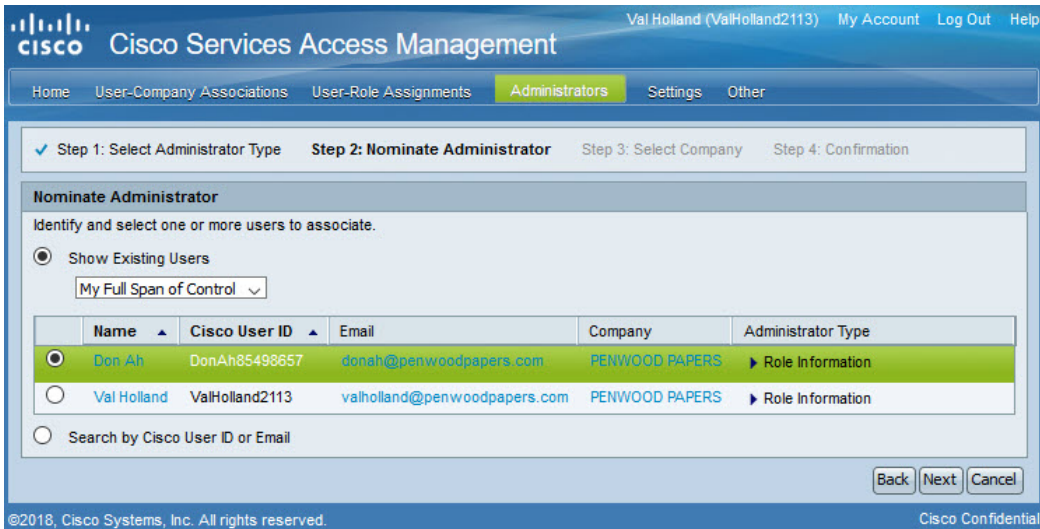 Val Holland (ValHolland2113) My Account Log Out Help
CISCO Cisco Services Access Management
Home User-Company Associations User-Role Assignments Administrators Settings Other
✓ Step 1: Select Administrator Type Step 2: Nominate Administrator Step 3: Select Company Step 4: Confirmation
Nominate Administrator
Identify and select one or more users to associate.
Show Existing Users
My Full Span of Control
Name Cisco User ID Email Company Administrator Type
Don Ah DonAh85498657 donah@penwoodpapers.com PENWOOD PAPERS Role Information
Val Holland ValHolland2113 valholland@penwoodpapers.com PENWOOD PAPERS Role Information
Search by Cisco User ID or Email
Back Next Cancel
©2018, Cisco Systems, Inc. All rights reserved. Cisco Confidential